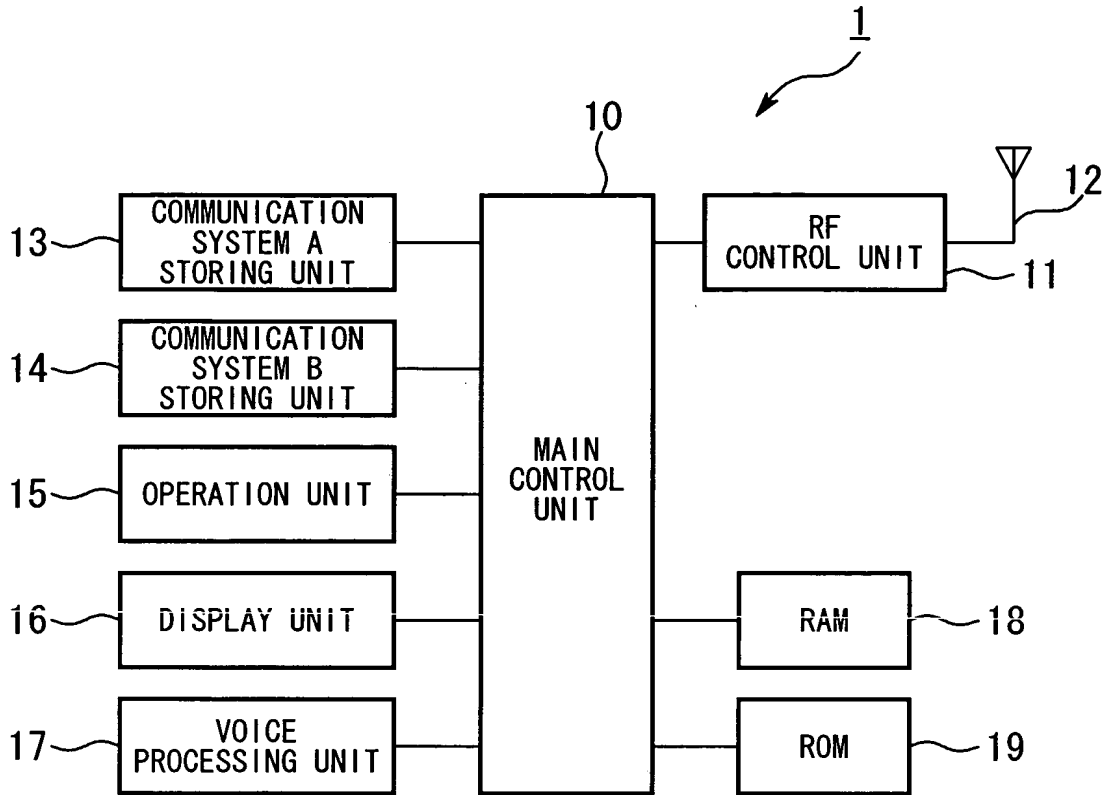 1
10
12
COMMUNICATION
SYSTEM A
STORING UNIT
13
RF
CONTROL UNIT
11
COMMUNICATION
SYSTEM B
STORING UNIT
14
MAIN
CONTROL
UNIT
OPERATION UNIT
15
DISPLAY UNIT
16
RAM
18
VOICE
PROCESSING UNIT
17
ROM
19